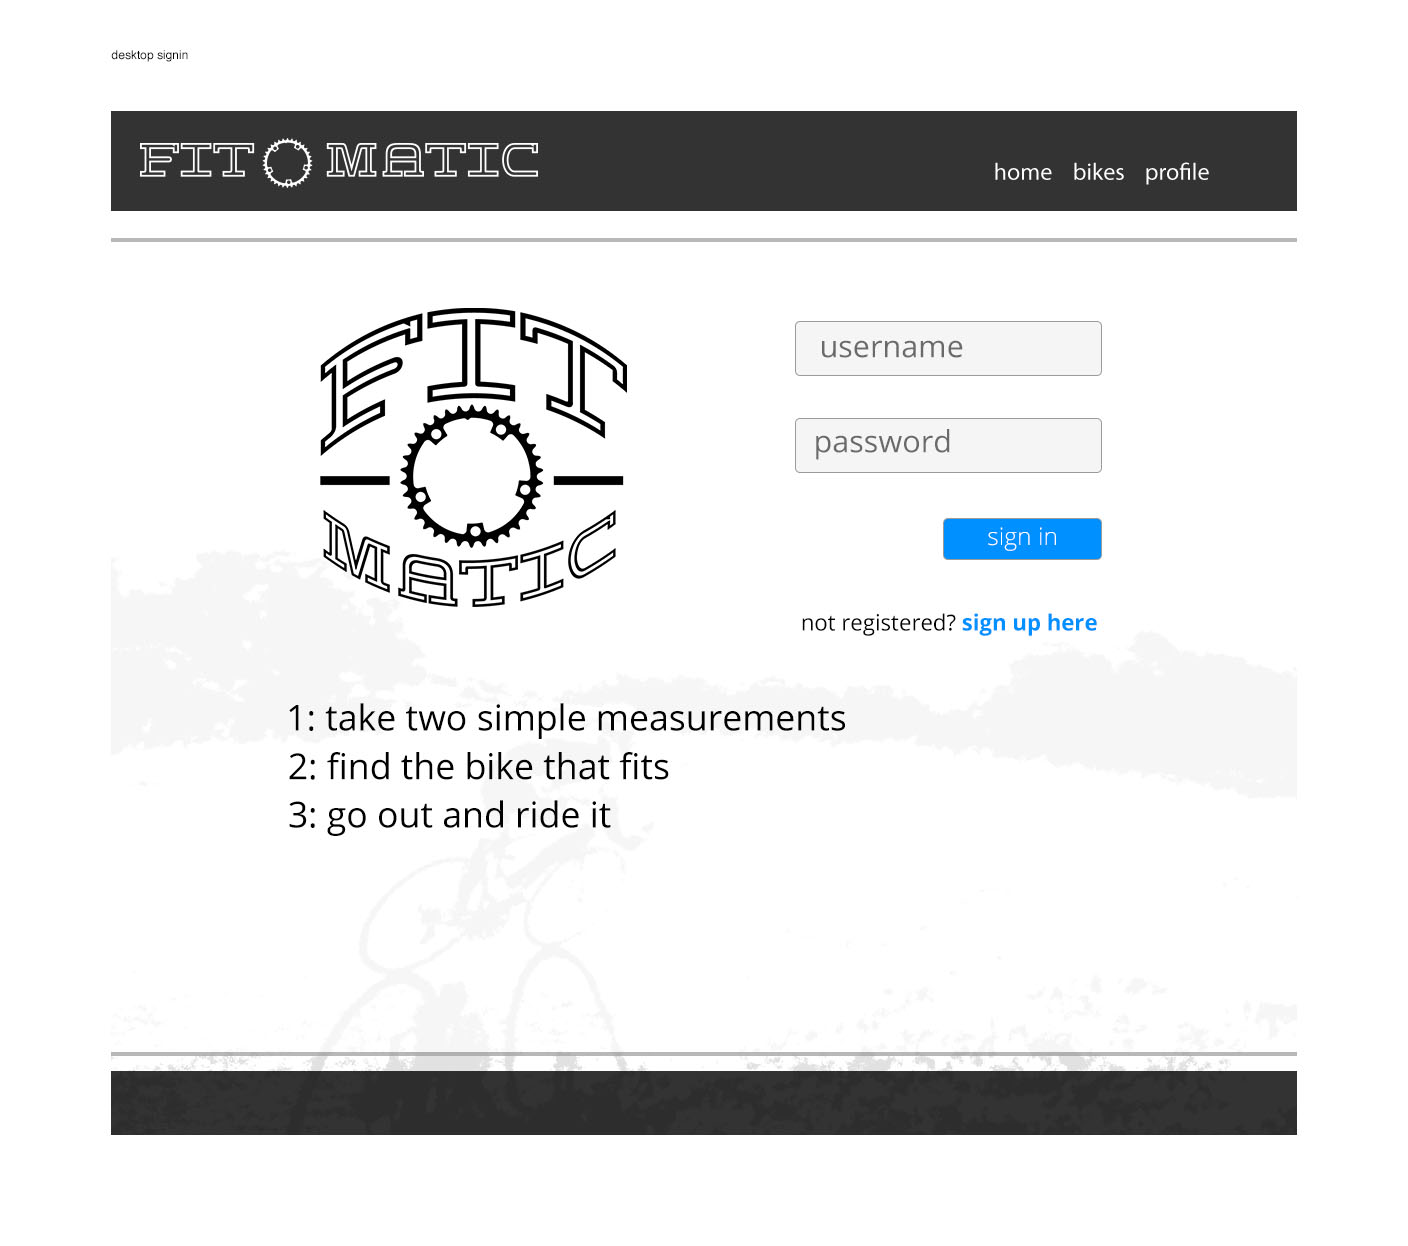 desktop signin
FIT MATIC
home bikes profile
FIT
MATIC
username
password
sign in
not registered? sign up here
1: take two simple measurements
2: find the bike that fits
3: go out and ride it